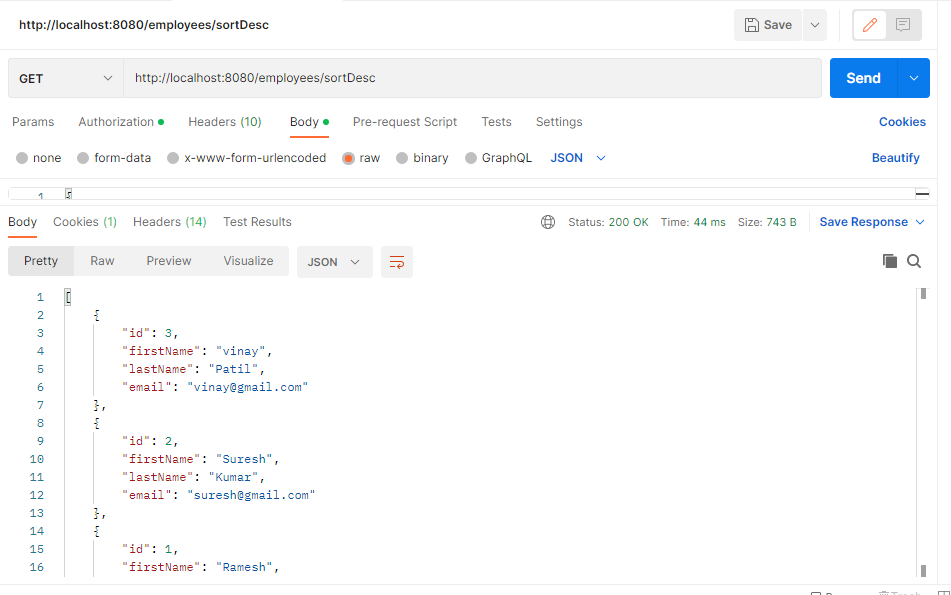 http://localhost:8080/employees/sortDesc
Save
GET
http://localhost:8080/employees/sortDesc
Send
Params Authorization Headers (10) Body Pre-request Script Tests Settings Cookies
none form-data x-www-form-urlencoded raw binary GraphQL JSON Beautify
1 {
Body Cookies (1) Headers (14) Test Results Status: 200 OK Time: 44 ms Size: 743 B Save Response
Pretty Raw Preview Visualize JSON
1 [
2 {
3 "id": 3,
4 "firstName": "vinay",
5 "lastName": "Patil",
6 "email": "vinay@gmail.com"
7 },
8 {
9 "id": 2,
10 "firstName": "Suresh",
11 "lastName": "Kumar",
12 "email": "suresh@gmail.com"
13 },
14 {
15 "id": 1,
16 "firstName": "Ramesh",